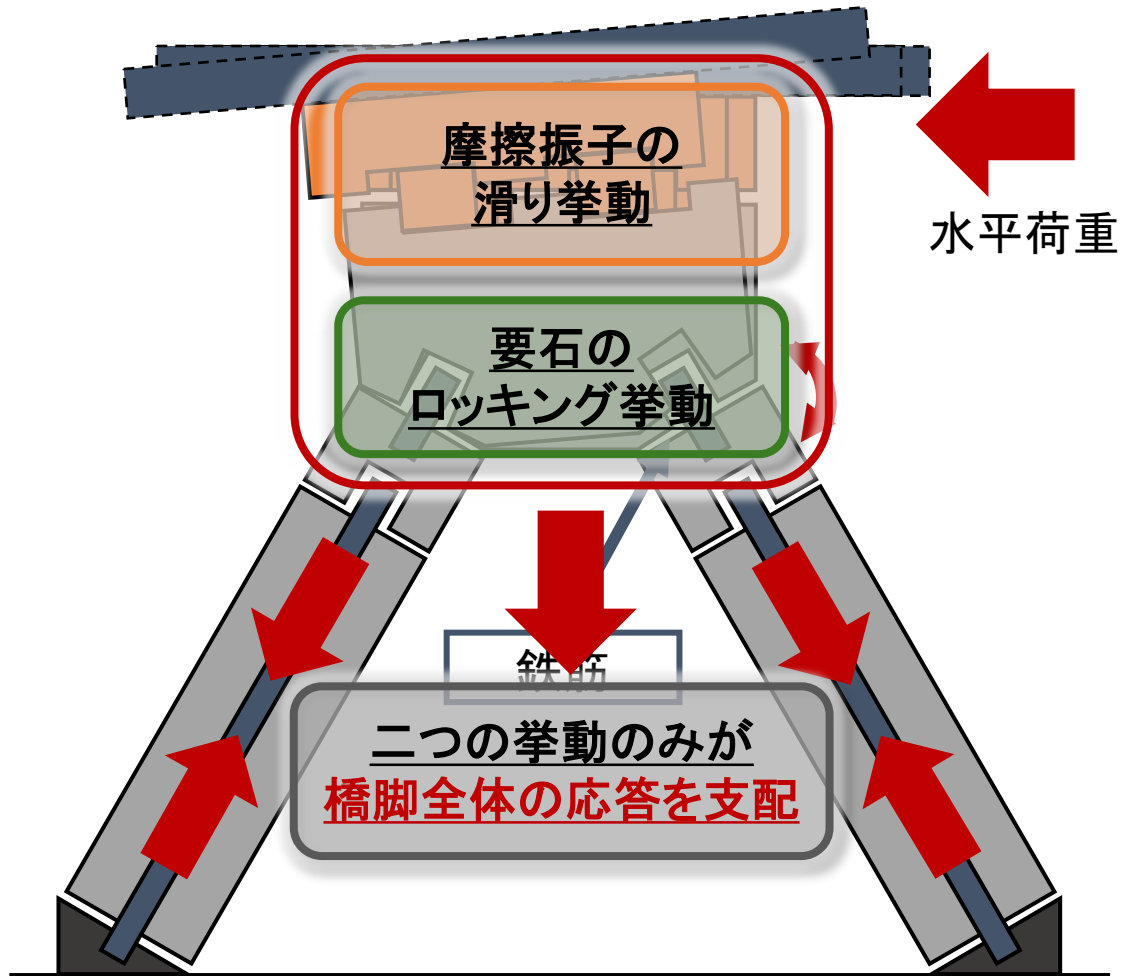 摩擦振子の
滑り挙動
水平荷重
要石の
ロッキング挙動
鉄筋
二つの挙動のみが
橋脚全体の応答を支配